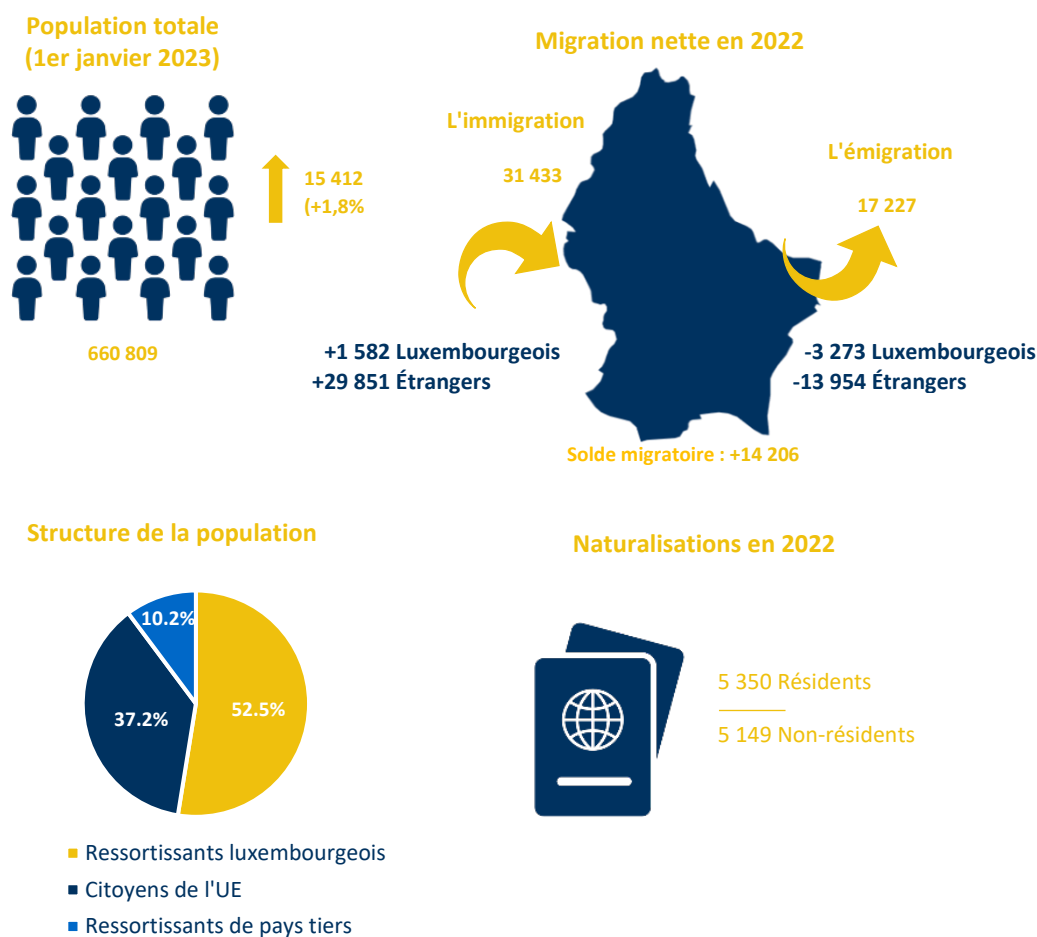 Population totale
(1er janvier 2023)
15 412
(+1,8%
660 809
Migration nette en 2022
L'immigration
31 433
L'émigration
17 227
+1 582 Luxembourgeois
+29 851 Étrangers
-3 273 Luxembourgeois
-13 954 Étrangers
Solde migratoire : +14 206
Structure de la population
10.2%
37.2%
52.5%
Ressortissants luxembourgeois
Citoyens de l'UE
Ressortissants de pays tiers
Naturalisations en 2022
5 350 Résidents
5 149 Non-résidents